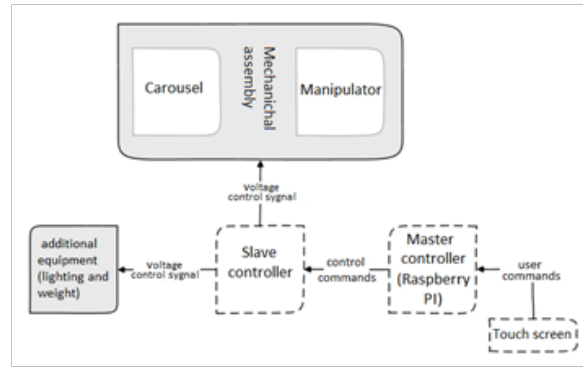 Carousel
Mechanichal
assembly
Manipulator
Voltage
control sygnal
additional
equipment
(lighting and
weight)
voltage
control sygnal
Slave
controller
control
commands
Master
controller
(Raspberry
PI)
user
commands
Touch screen